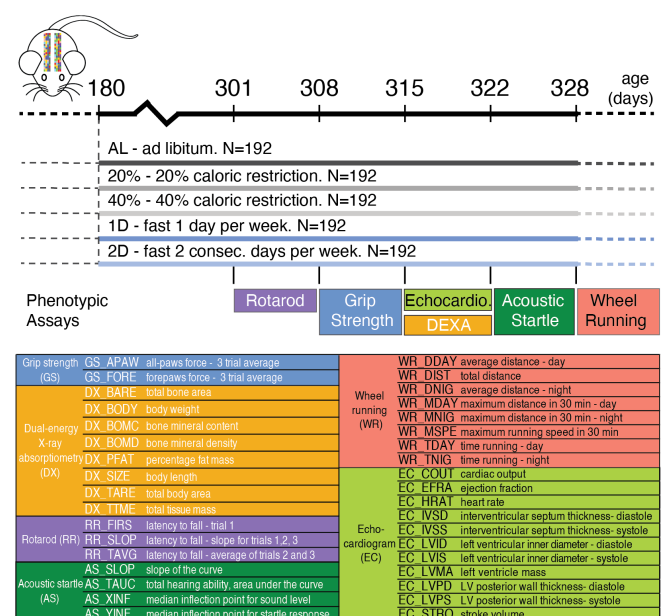 180 301 308 315 322 328 age
(days)
AL - ad libitum. N=192
20% - 20% caloric restriction. N=192
40% - 40% caloric restriction. N=192
1D - fast 1 day per week. N=192
2D - fast 2 consec. days per week. N=192
Phenotypic
Assays
Rotarod
Grip
Strength
Echocardio.
DEXA
Acoustic
Startle
Wheel
Running
Grip strength
(GS)
GS_APAW all-paws force - 3 trial average
GS_FORE forepaws force - 3 trial average
Dual-energy
X-ray
absorptiometry
(DX)
DX_BARE total bone area
DX_BODY body weight
DX_BOMC bone mineral content
DX_BOMD bone mineral density
DX_PFAT percentage fat mass
DX_SIZE body length
DX_TARE total body area
DX_TTME total tissue mass
Rotarod (RR)
RR_FIRS latency to fall - trial 1
RR_SLOP latency to fall - slope for trials 1,2, 3
RR_TAVG latency to fall - average of trials 2 and 3
Acoustic startle
(AS)
AS_SLOP slope of the curve
AS_TAUC total hearing ability, area under the curve
AS_XINF median inflection point for sound level
AS_YINF median inflection point for startle response
Wheel
running
(WR)
WR_DDAY average distance - day
WR_DIST total distance
WR_DNIG average distance - night
WR_MDAY maximum distance in 30 min - day
WR_MNIG maximum distance in 30 min - night
WR_MSPE maximum running speed in 30 min
WR_TDAY time running - day
WR_TNIG time running - night
Echo-
cardiogram
(EC)
EC_COUT cardiac output
EC_EFRA ejection fraction
EC_HRAT heart rate
EC_IVSD interventricular septum thickness- diastole
EC_IVSS interventricular septum thickness- systole
EC_LVID left ventricular inner diameter - diastole
EC_LVIS left ventricular inner diameter - systole
EC_LVMA left ventricle mass
EC_LVPD LV posterior wall thickness- diastole
EC_LVPS LV posterior wall thickness- systole
EC_STRO stroke volume